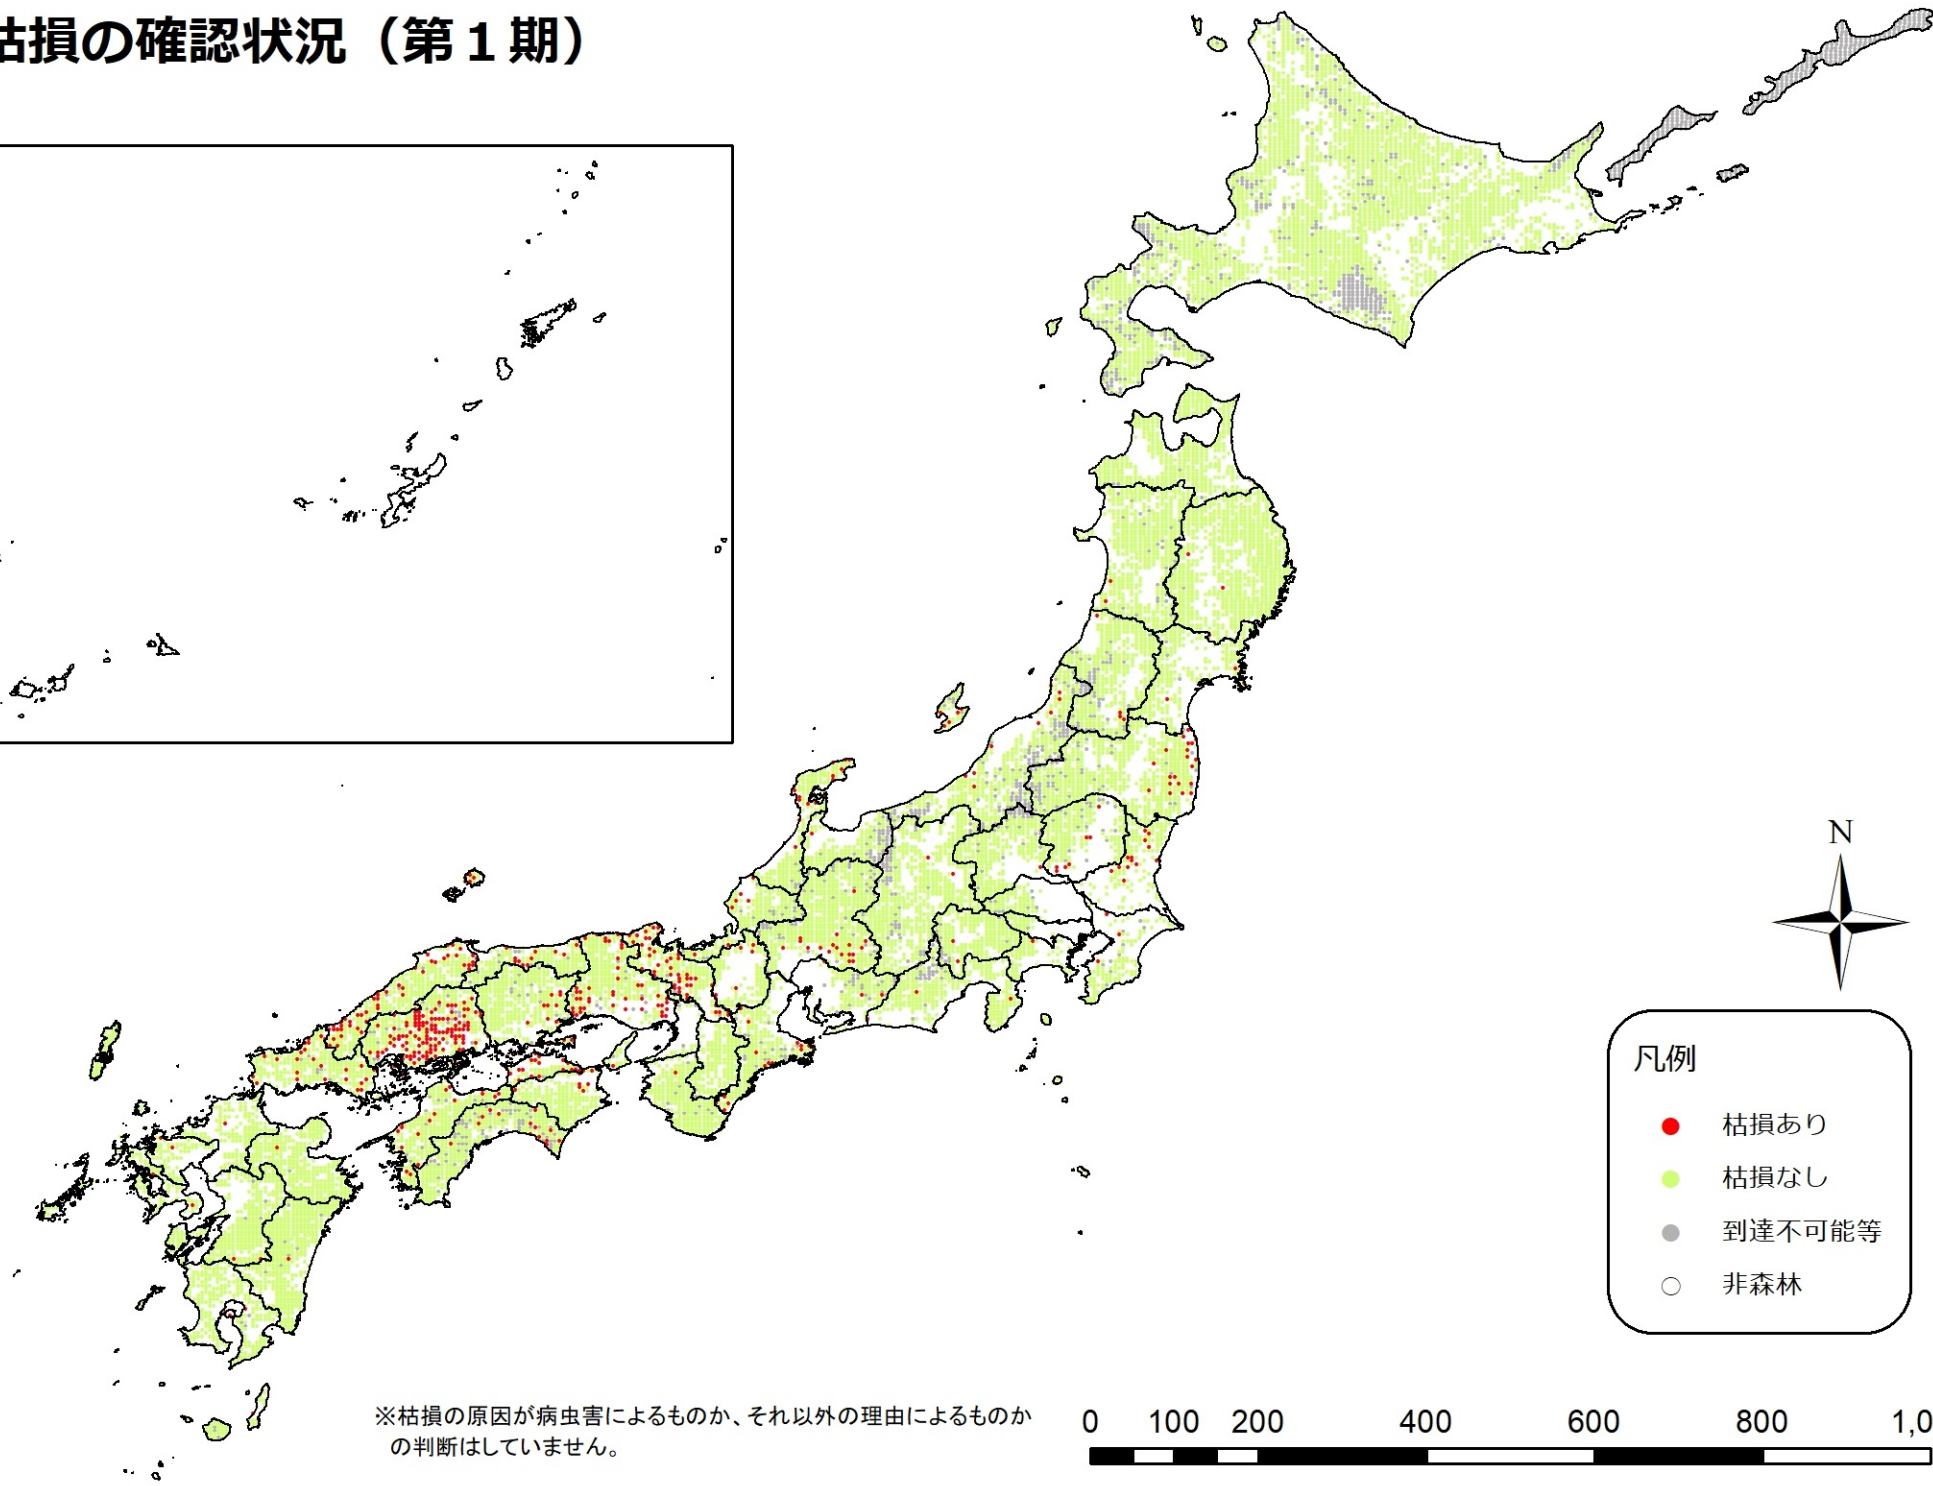 枯損の確認状況（第１期）
N
凡例
枯損あり
枯損なし
到達不可能等
非森林
※枯損の原因が病虫害によるものか、それ以外の理由によるものか
の判断はしていません。
0 100 200 400 600 800 1,0